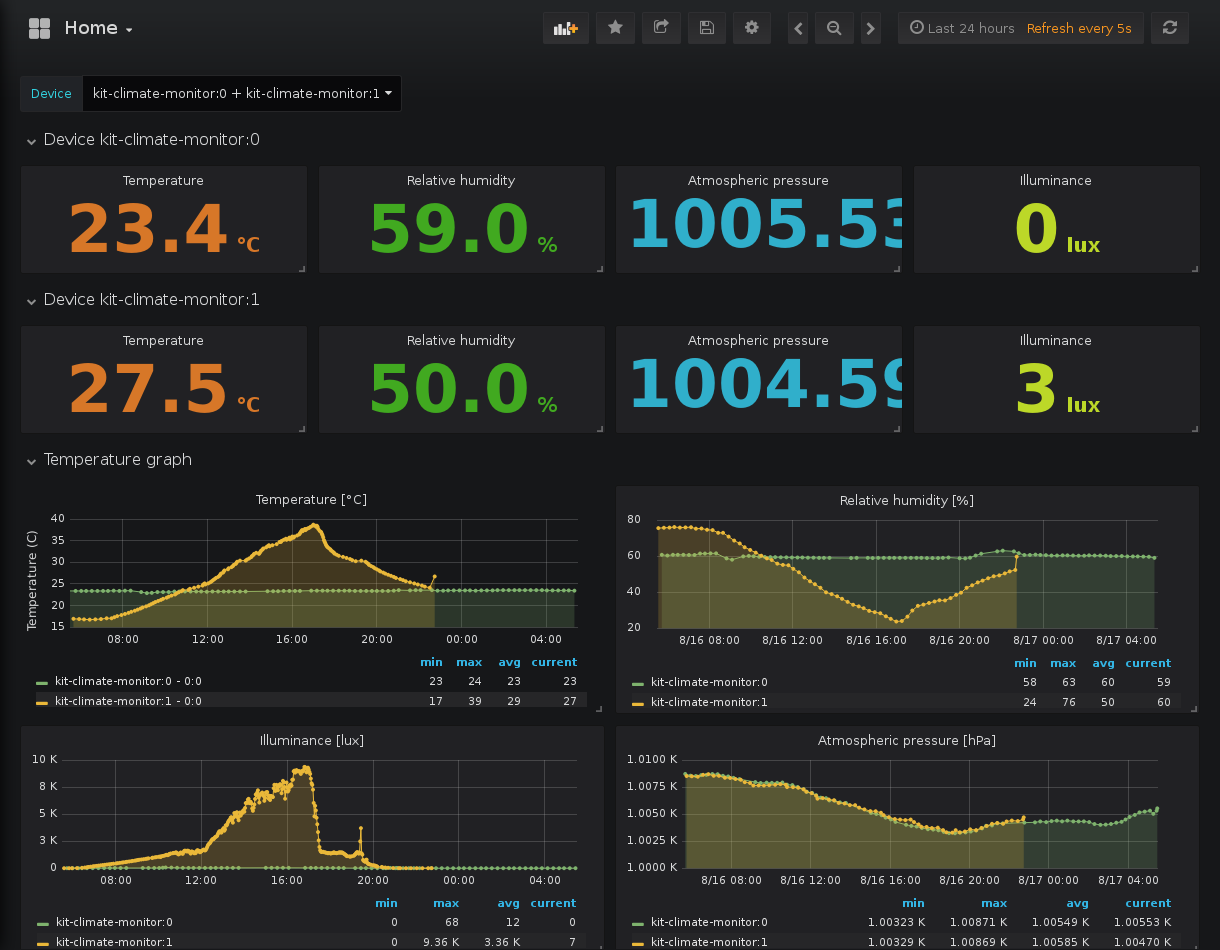 Home
Last 24 hours Refresh every 5s
Device kit-climate-monitor:0 + kit-climate-monitor:1
Device kit-climate-monitor:0
Temperature Relative humidity Atmospheric pressure Illuminance
23.4 °C 59.0 % 1005.53 0 lux
Device kit-climate-monitor:1
Temperature Relative humidity Atmospheric pressure Illuminance
27.5 °C 50.0 % 1004.59 3 lux
Temperature graph
Temperature [°C]
Temperature (C)
40
35
30
25
20
15
08:00 12:00 16:00 20:00 00:00 04:00
min max avg current
kit-climate-monitor:0 - 0:0 23 24 23 23
kit-climate-monitor:1 - 0:0 17 39 29 27
Relative humidity [%]
80
60
40
20
8/16 08:00 8/16 12:00 8/16 16:00 8/16 20:00 8/17 00:00 8/17 04:00
min max avg current
kit-climate-monitor:0 58 63 60 59
kit-climate-monitor:1 24 76 50 60
Illuminance [lux]
10 K
8 K
5 K
3 K
0
08:00 12:00 16:00 20:00 00:00 04:00
min max avg current
kit-climate-monitor:0 0 68 12 0
kit-climate-monitor:1 0 9.36 K 3.36 K 7
Atmospheric pressure [hPa]
1.0100 K
1.0075 K
1.0050 K
1.0025 K
1.0000 K
8/16 08:00 8/16 12:00 8/16 16:00 8/16 20:00 8/17 00:00 8/17 04:00
min max avg current
kit-climate-monitor:0 1.00323 K 1.00871 K 1.00549 K 1.00553 K
kit-climate-monitor:1 1.00329 K 1.00869 K 1.00585 K 1.00470 K